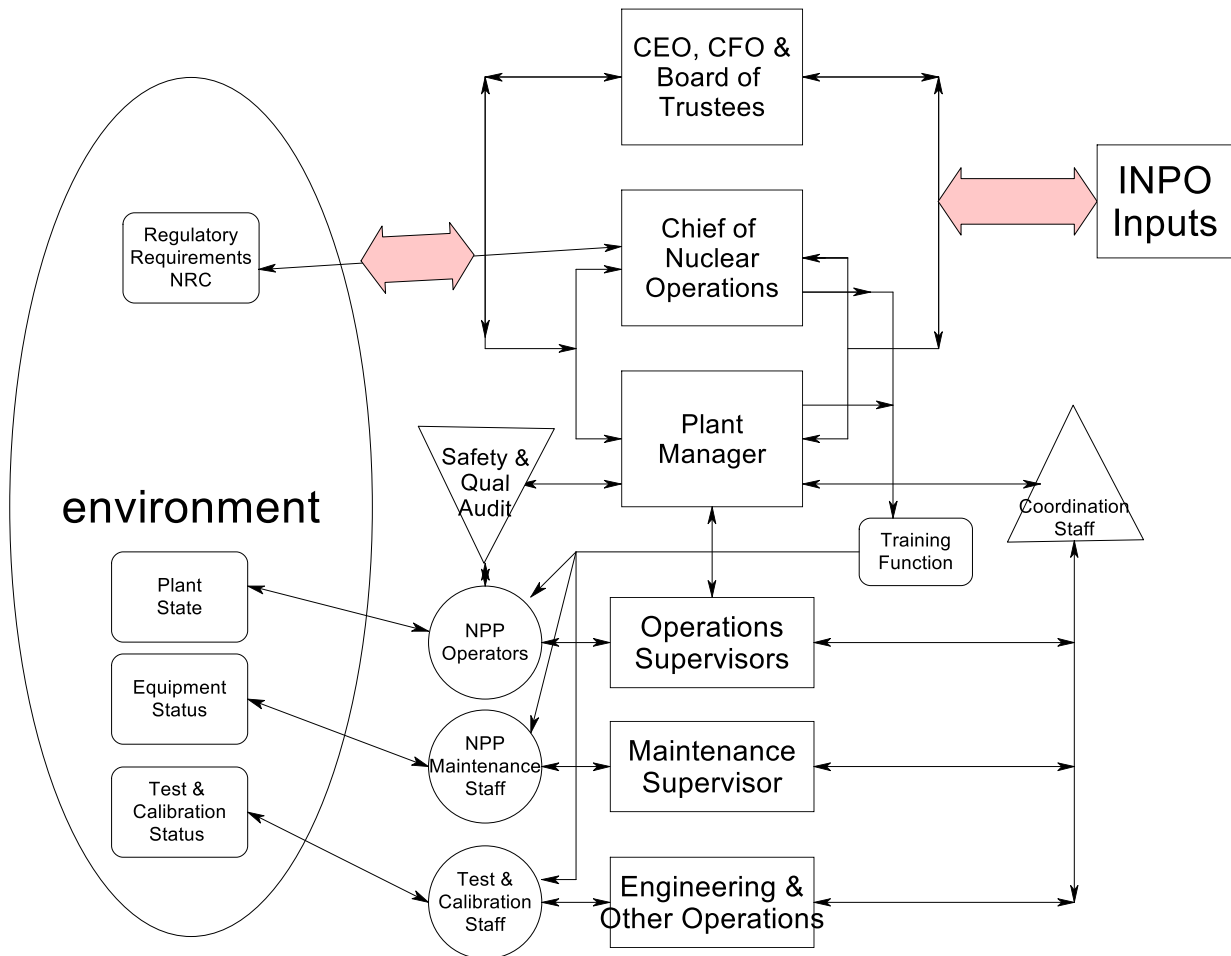 CEO, CFO &
Board of
Trustees
INPO
Inputs
Regulatory
Requirements
NRC
Chief of
Nuclear
Operations
Plant
Manager
Safety &
Qual
Audit
environment
Coordination
Staff
Training
Function
Plant
State
NPP
Operators
Operations
Supervisors
Equipment
Status
NPP
Maintenance
Staff
Maintenance
Supervisor
Test &
Calibration
Status
Test &
Calibration
Staff
Engineering &
Other Operations